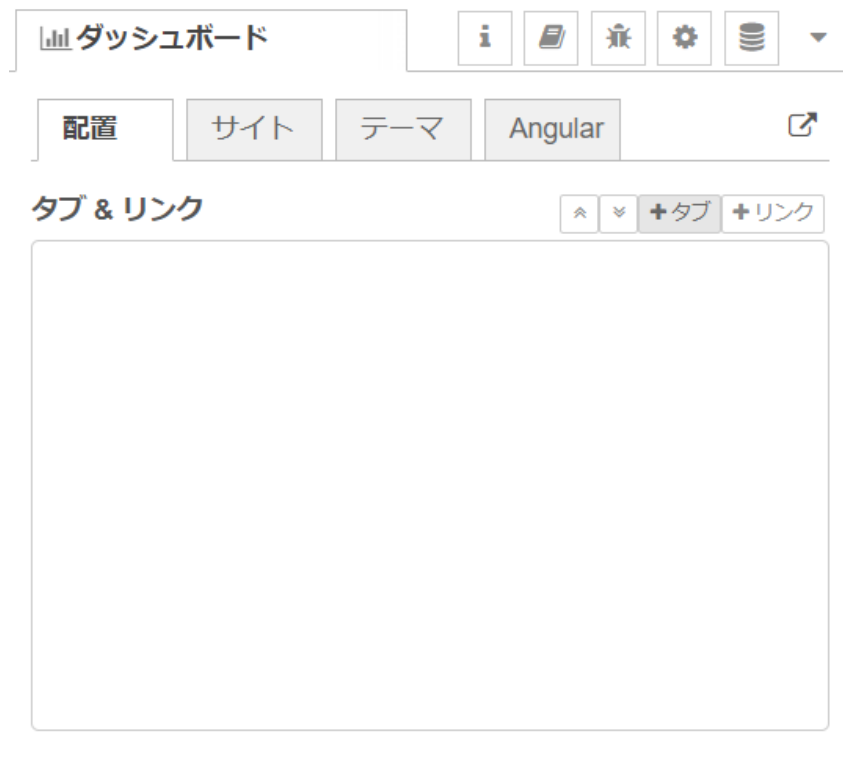 ダッシュボード
配置 サイト テーマ Angular
タブ & リンク +タブ +リンク